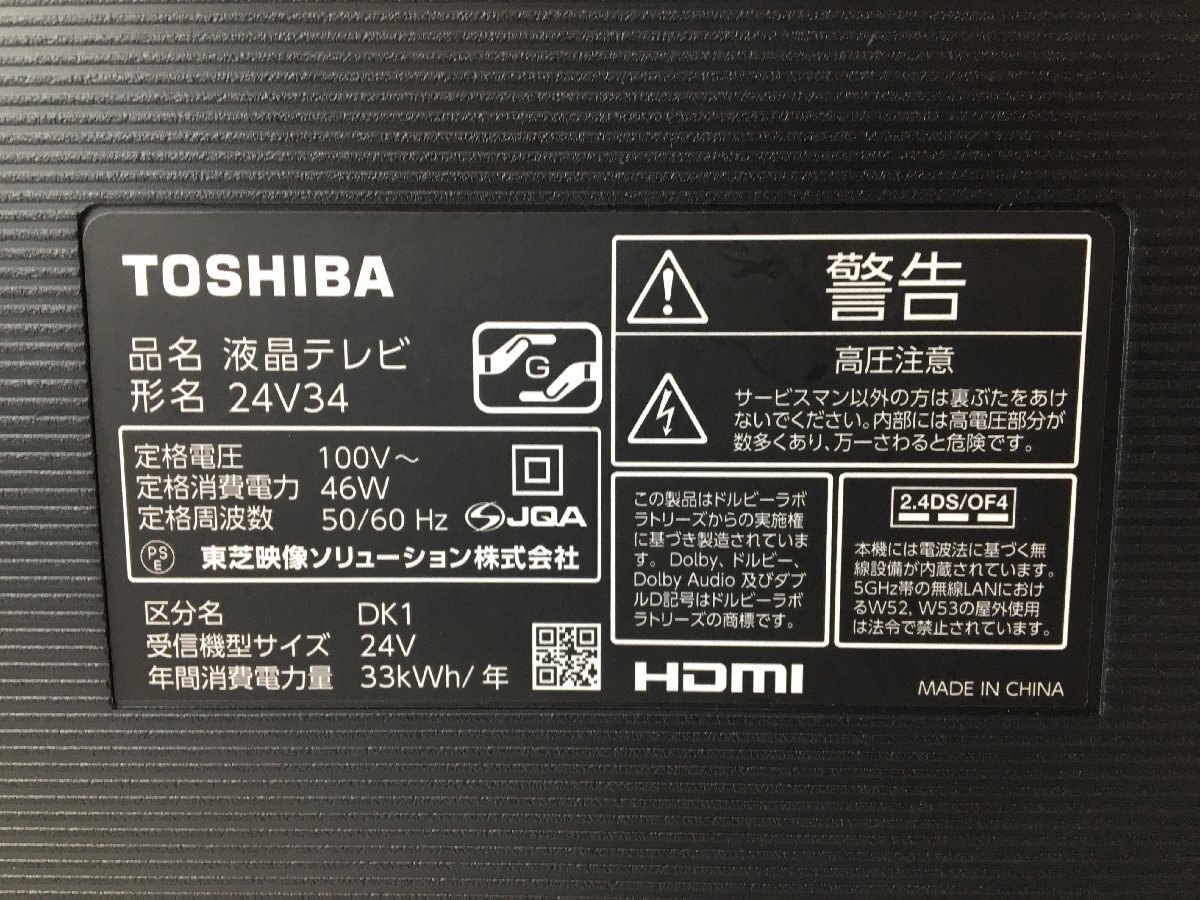 TOSHIBA
品名 液晶テレビ
形名 24V34
G
定格電圧 100V～
定格消費電力 46W
定格周波数 50/60 Hz
JQA
PS
E
東芝映像ソリューション株式会社
区分名 DK1
受信機型サイズ 24V
年間消費電力量 33kWh/年
警告
高圧注意
サービスマン以外の方は裏ぶたをあけ
ないでください。内部には高電圧部分が
数多くあり、万一さわると危険です。
この製品はドルビーラボ
ラトリーズからの実施権
に基づき製造されていま
す。Dolby、ドルビー、
Dolby Audio 及びダブ
ルD記号はドルビーラボ
ラトリーズの商標です。
2.4DS/OF4
本機には電波法に基づく無
線設備が内蔵されています。
5GHz帯の無線LANにおけ
るW52, W53の屋外使用
は法令で禁止されています。
HDMI
MADE IN CHINA